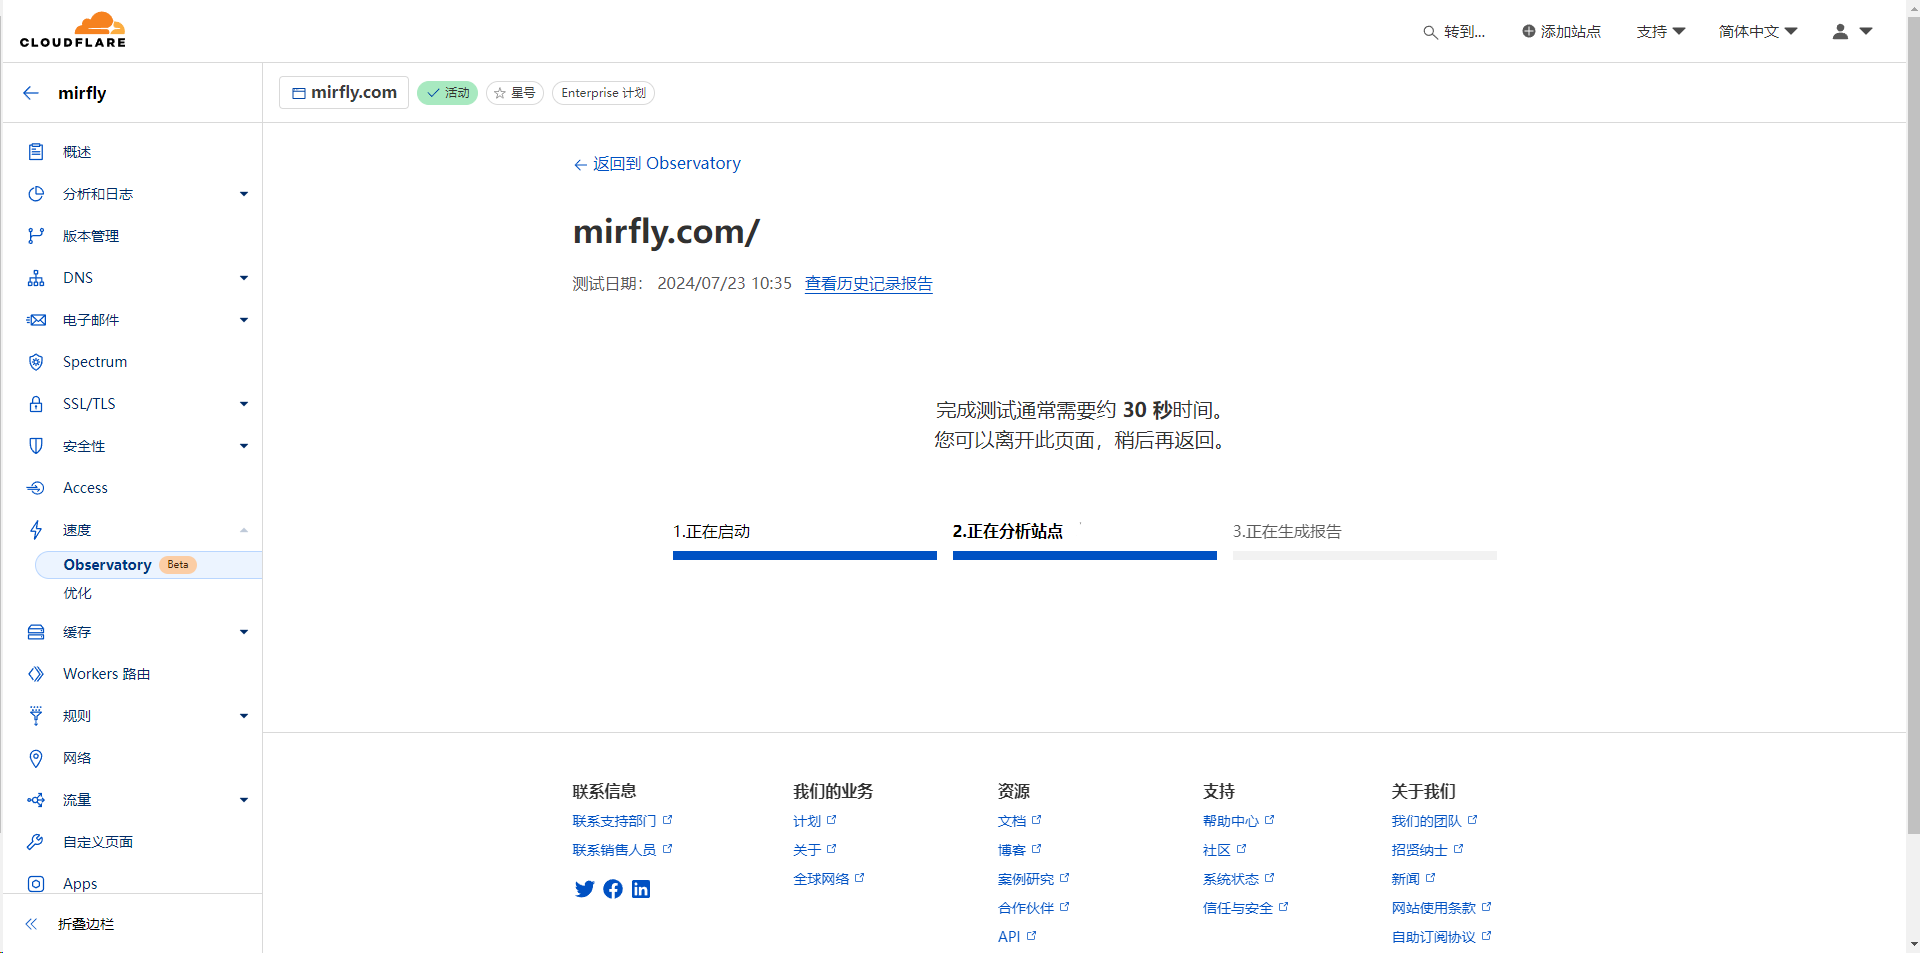 CLOUDFLARE
转到...
添加站点
支持
简体中文
mirfly
mirfly.com
活动
星号
Enterprise 计划
概述
分析和日志
版本管理
DNS
电子邮件
Spectrum
SSL/TLS
安全性
Access
速度
Observatory Beta
优化
缓存
Workers 路由
规则
网络
流量
自定义页面
Apps
折叠边栏
返回到 Observatory
mirfly.com/
测试日期： 2024/07/23 10:35 查看历史记录报告
完成测试通常需要约 30 秒时间。
您可以离开此页面，稍后再返回。
1.正在启动
2.正在分析站点
3.正在生成报告
联系信息
联系支持部门
联系销售人员
我们的业务
计划
关于
全球网络
资源
文档
博客
案例研究
合作伙伴
API
支持
帮助中心
社区
系统状态
信任与安全
关于我们
我们的团队
招贤纳士
新闻
网站使用条款
自助订阅协议